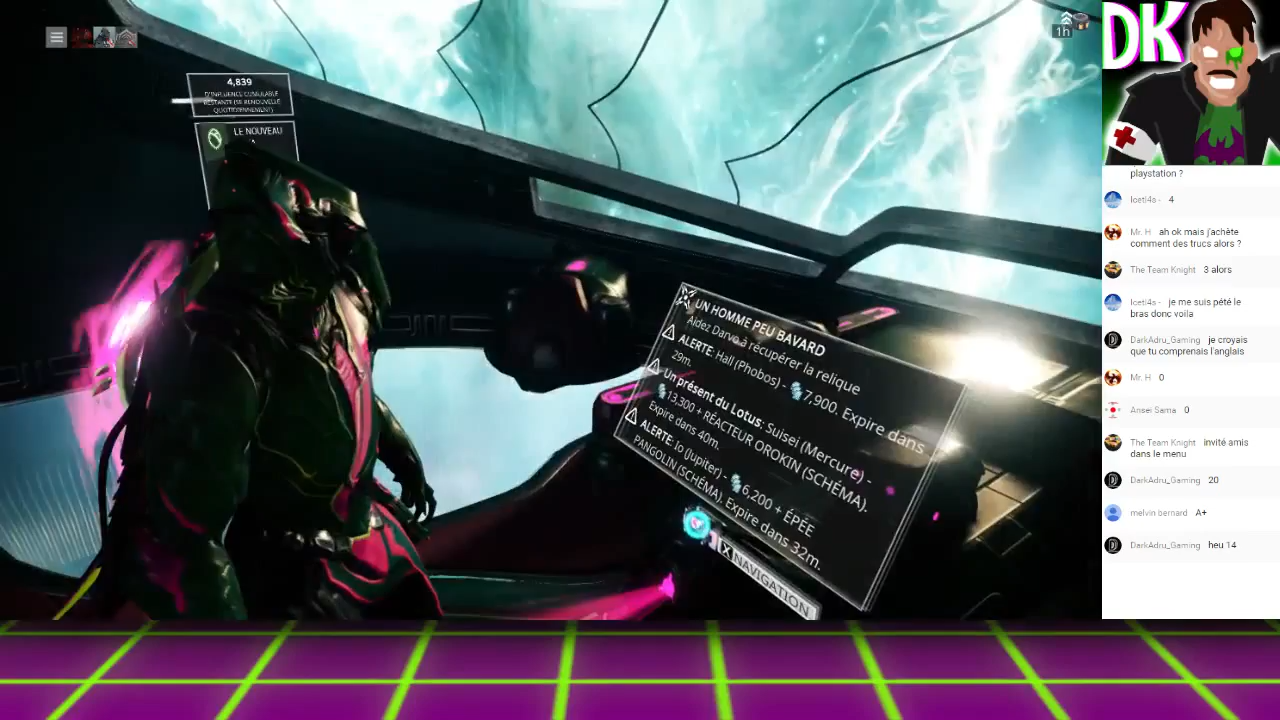 1h
DK
4,839
D'INFLUENCE CUMULABLE
RESTANTE (SE RENOUVELLE
QUOTIDIENNEMENT)
LE NOUVEAU
UN HOMME PEU BAVARD
Aidez Darvo à récupérer la relique
ALERTE: Hall (Phobos) - 7,900. Expire dans
29m.
Un présent du Lotus: Suisei (Mercure) -
13,300 + RÉACTEUR OROKIN (SCHÉMA).
Expire dans 40m.
ALERTE: Io (Jupiter) - 6,200 + ÉPÉE
PANGOLIN (SCHÉMA). Expire dans 32m.
X NAVIGATION
playstation ?
Iceti4s - 4
Mr. H ah ok mais j'achète
comment des trucs alors ?
The Team Knight 3 alors
Iceti4s - je me suis pété le
bras donc voila
DarkAdru_Gaming je croyais
que tu comprenais l'anglais
Mr. H 0
Ansei Sama 0
The Team Knight invité amis
dans le menu
DarkAdru_Gaming 20
melvin bernard A+
DarkAdru_Gaming heu 14